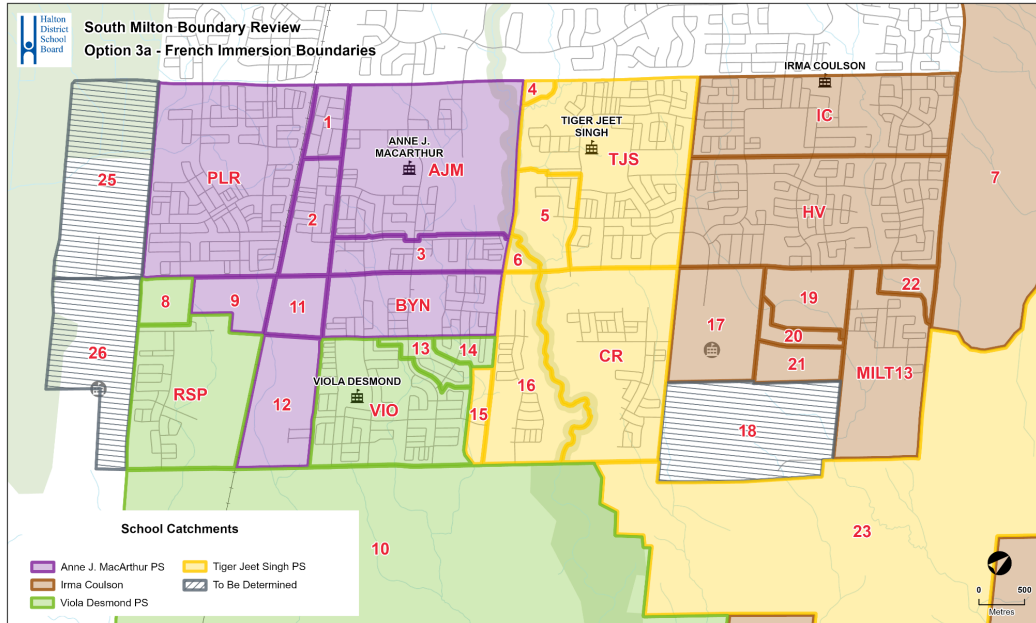 Halton
District
School
Board
South Milton Boundary Review
Option 3a - French Immersion Boundaries
IRMA COULSON
4
1
TIGER JEET
SINGH
IC
ANNE J.
MACARTHUR
TJS
AJM
25
PLR
7
2
5
HV
3
6
22
8
9
11
BYN
19
17
20
13
14
26
CR
21
16
MILT13
VIOLA DESMOND
RSP
12
VIO
15
18
23
10
School Catchments
Anne J. MacArthur PS
Irma Coulson
Viola Desmond PS
Tiger Jeet Singh PS
To Be Determined
0 500
Metres